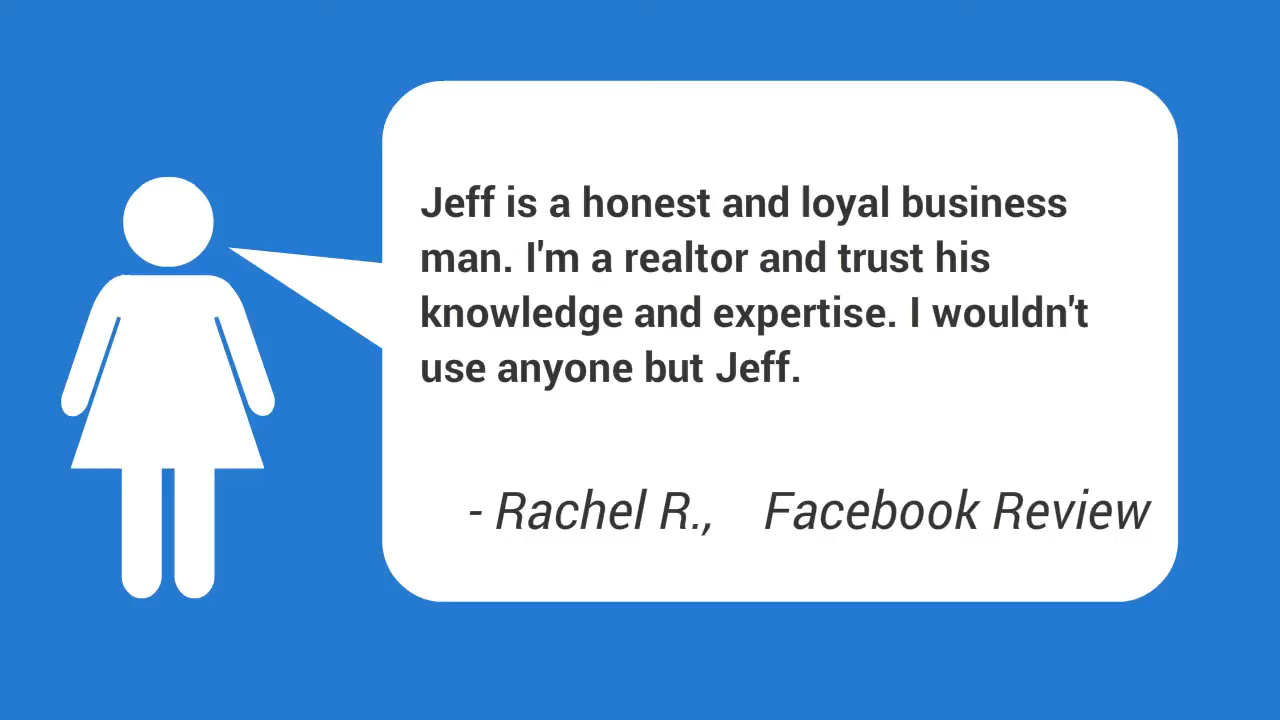 Jeff is a honest and loyal business
man. I'm a realtor and trust his
knowledge and expertise. I wouldn't
use anyone but Jeff.
- Rachel R., Facebook Review